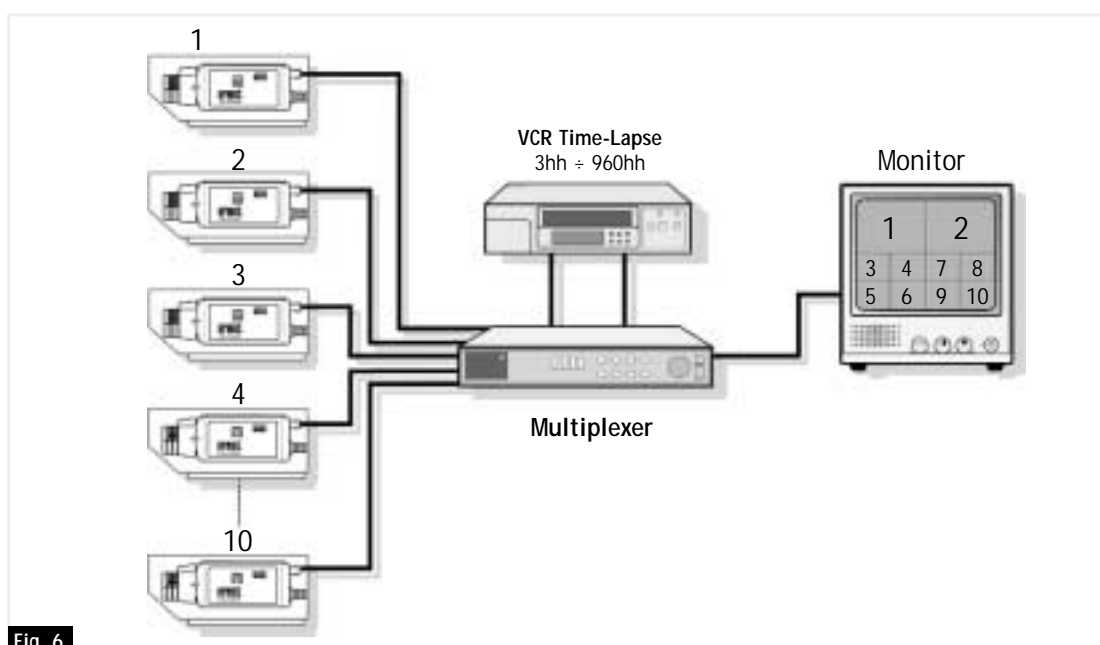 1
2
3
4
10
VCR Time-Lapse
3hh ÷ 960hh
Multiplexer
Monitor
1 2
3 4 7 8
5 6 9 10
Fig. 6